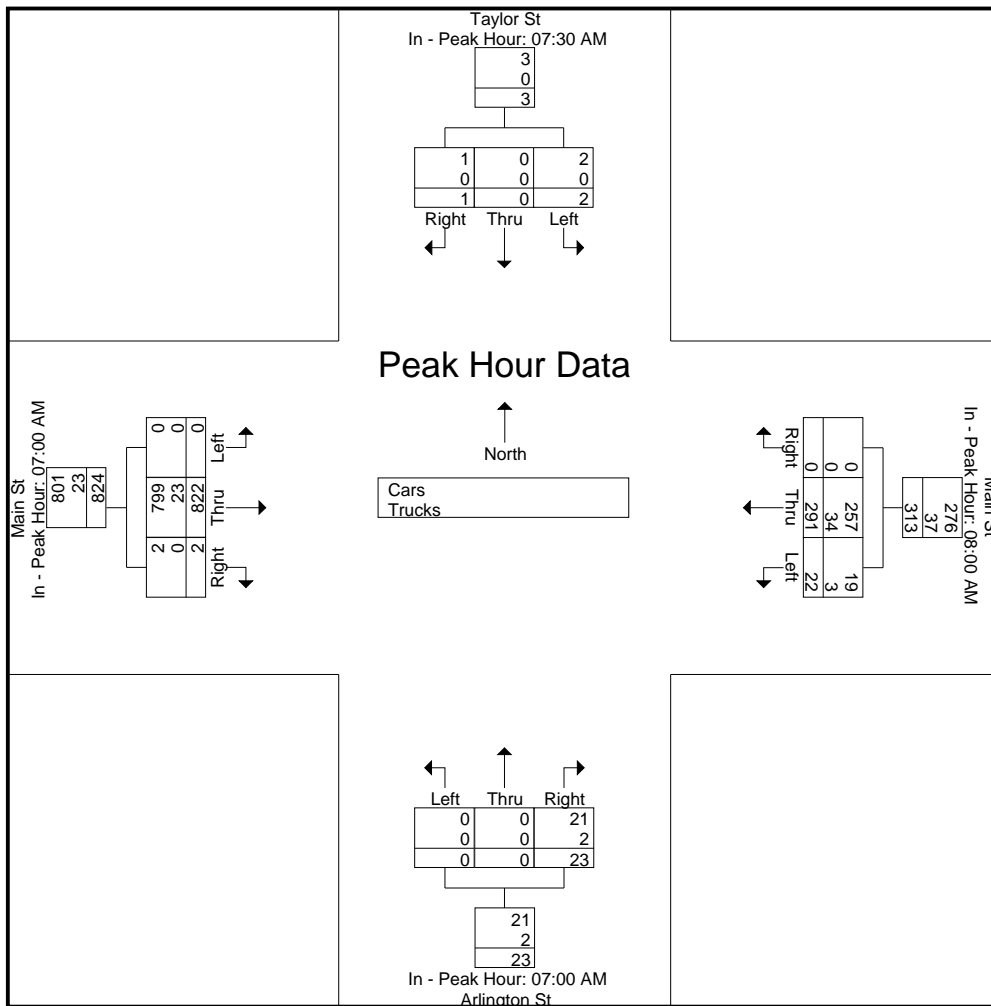 Taylor St
In - Peak Hour: 07:30 AM
3
0
3
1 0 2
0 0 0
1 0 2
Right Thru Left
Peak Hour Data
North
Cars
Trucks
Main St
In - Peak Hour: 07:00 AM
801
23
824
0 799 2
0 23 0
0 822 2
Left Thru Right
Main St
In - Peak Hour: 08:00 AM
276
37
313
0 257 19
0 34 3
0 291 22
Right Thru Left
Left Thru Right
0 0 21
0 0 2
0 0 23
21
2
23
In - Peak Hour: 07:00 AM
Arlington St